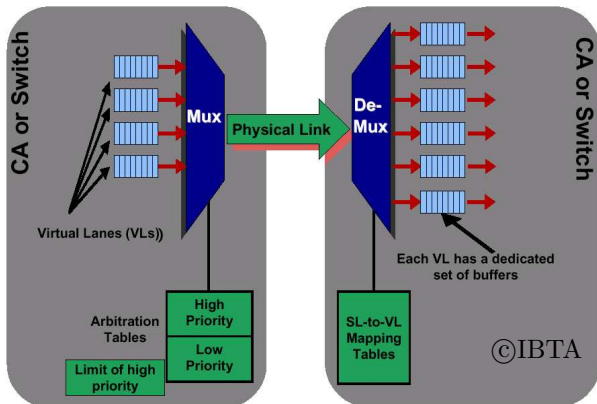 CA or Switch
Virtual Lanes (VLs))
Mux
Physical Link
De-
Mux
CA or Switch
Each VL has a dedicated
set of buffers
Arbitration
Tables
High
Priority
Low
Priority
Limit of high
priority
SL-to-VL
Mapping
Tables
©IBTA